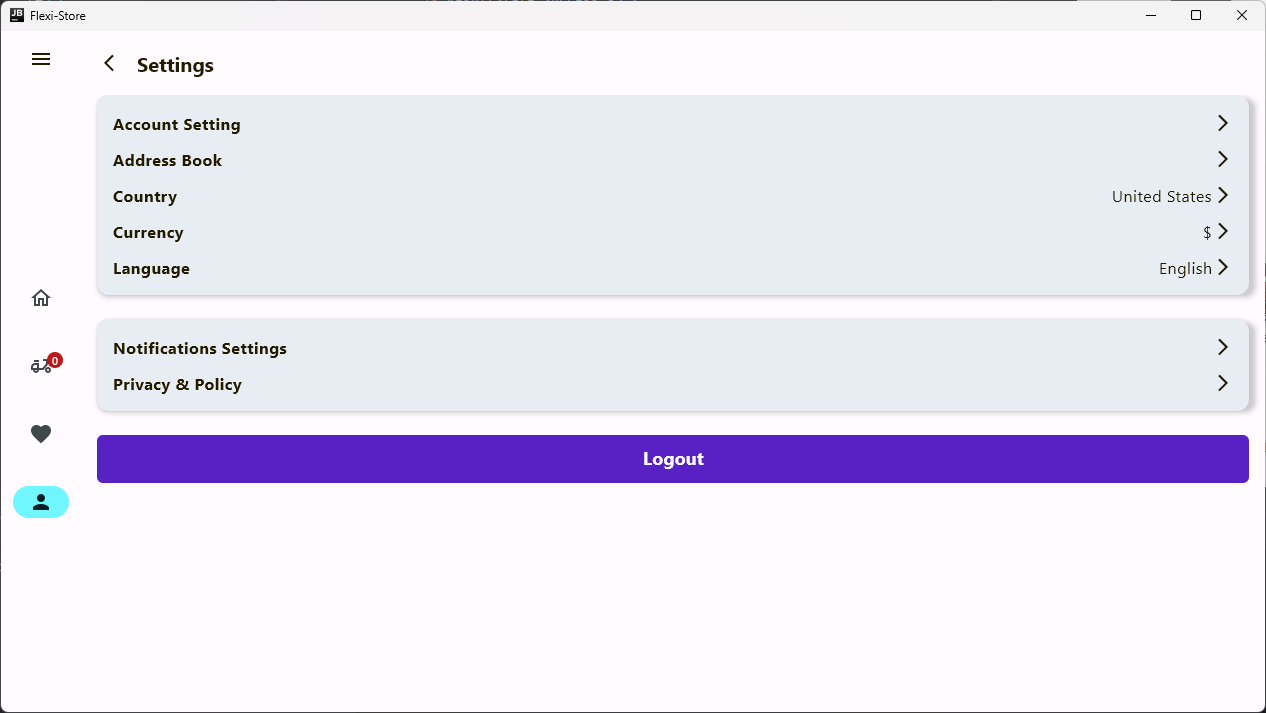 JB
Flexi-Store
Settings
Account Setting
Address Book
Country United States
Currency $
Language English
0
Notifications Settings
Privacy & Policy
Logout